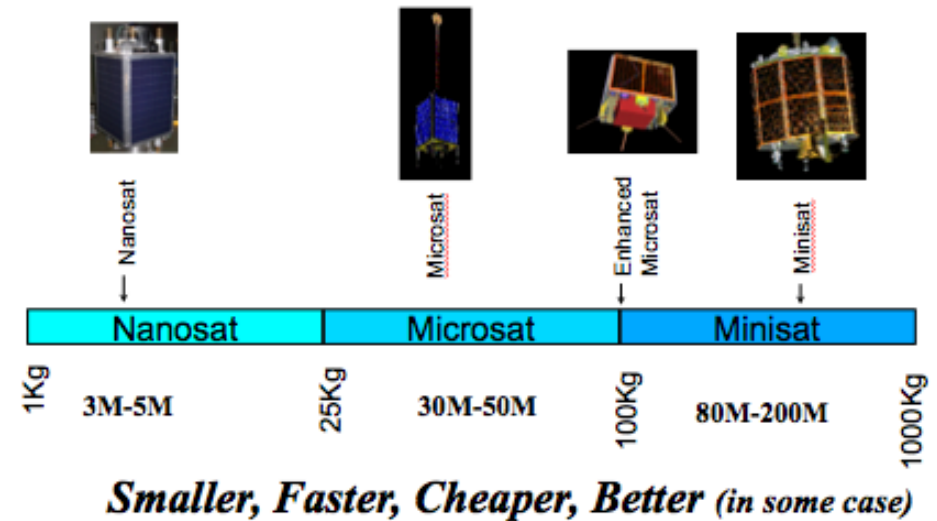 Nanosat
Microsat
Enhanced
Microsat
Minisat
Nanosat
Microsat
Minisat
1Kg
3M-5M
25Kg
30M-50M
100Kg
80M-200M
1000Kg
Smaller, Faster, Cheaper, Better (in some case)